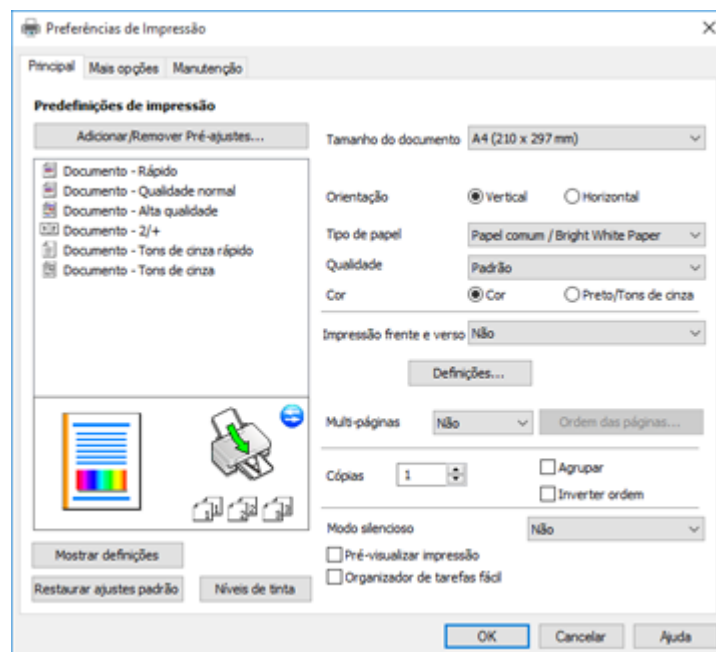 Preferências de Impressão
Principal Mais opções Manutenção
Predefinições de impressão
Adicionar/Remover Pré-ajustes...
Documento - Rápido
Documento - Qualidade normal
Documento - Alta qualidade
Documento - 2/+
Documento - Tons de cinza rápido
Documento - Tons de cinza
Mostrar definições
Restaurar ajustes padrão Níveis de tinta
Tamanho do documento A4 (210 x 297 mm)
Orientação Vertical Horizontal
Tipo de papel Papel comum / Bright White Paper
Qualidade Padrão
Cor Cor Preto/Tons de cinza
Impressão frente e verso Não
Definições...
Multi-páginas Não Ordem das páginas...
Cópias 1 Agrupar
Inverter ordem
Modo silencioso Não
Pré-visualizar impressão
Organizador de tarefas fácil
OK Cancelar Ajuda